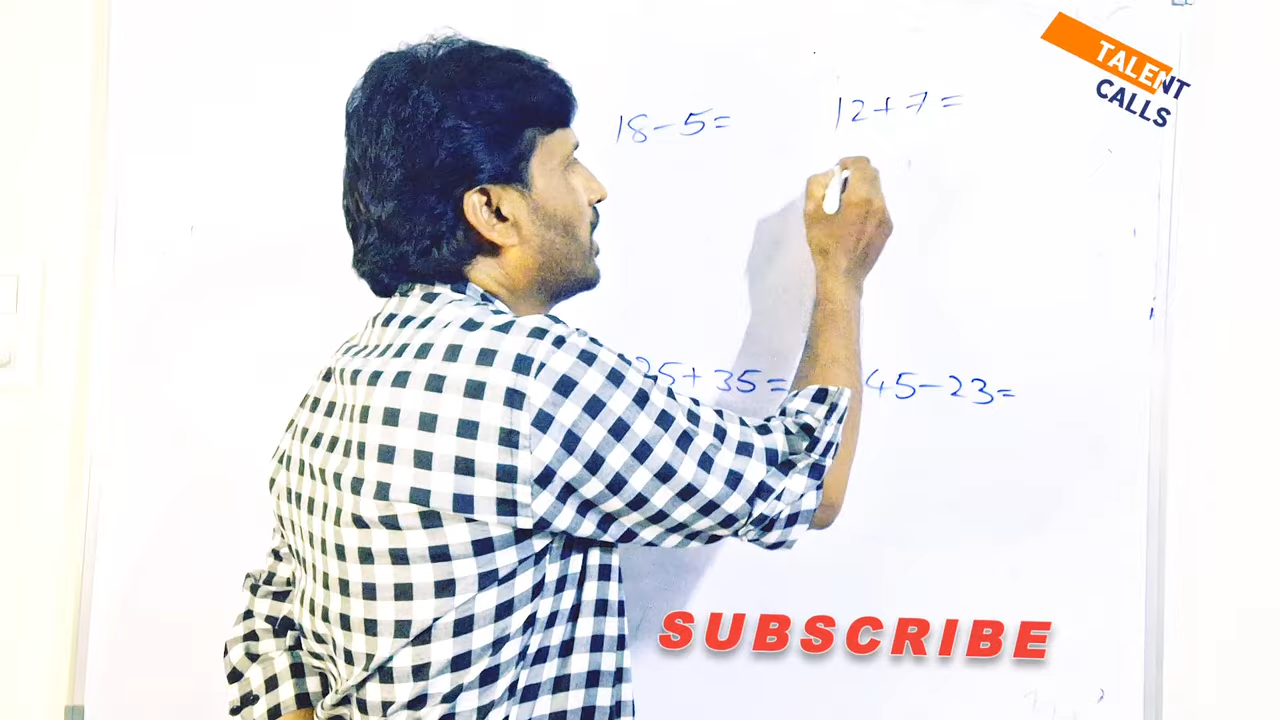 TALENT
CALLS
18-5=
12+7=
25+35=
45-23=
SUBSCRIBE